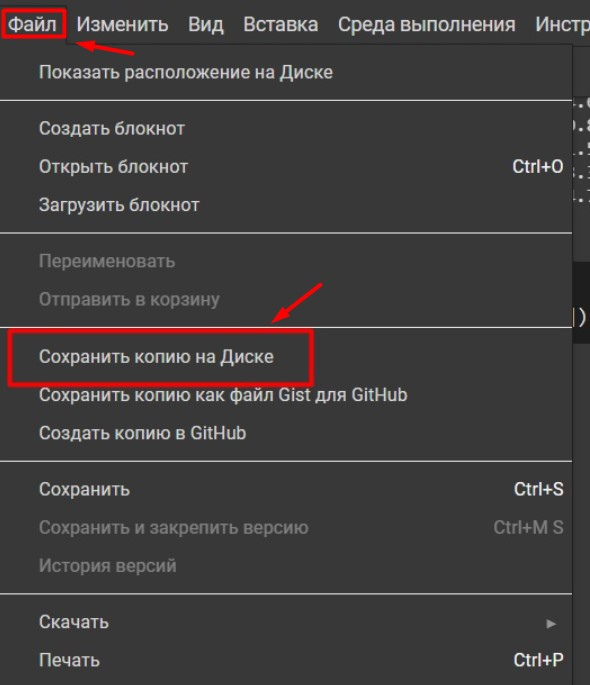 Файл Изменить Вид Вставка Среда выполнения Инстр
Показать расположение на Диске
Создать блокнот
Открыть блокнот Ctrl+O
Загрузить блокнот
Переименовать
Отправить в корзину
Сохранить копию на Диске
Сохранить копию как файл Gist для GitHub
Создать копию в GitHub
Сохранить Ctrl+S
Сохранить и закрепить версию Ctrl+M S
История версий
Скачать ►
Печать Ctrl+P